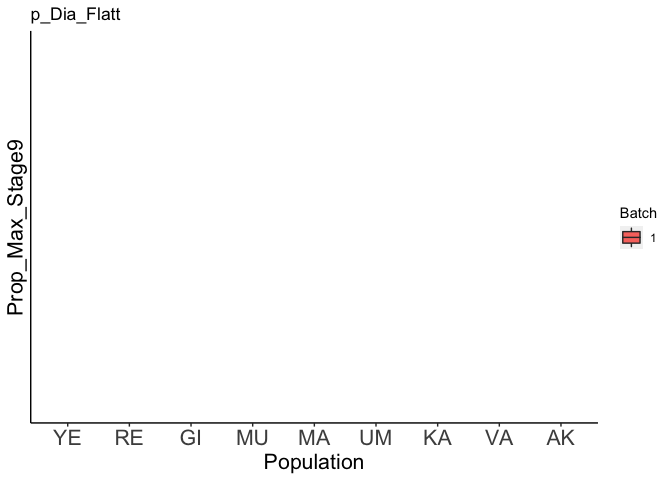 p_Dia_Flatt
Prop_Max_Stage9
Batch
1
YE RE GI MU MA UM KA VA AK
Population